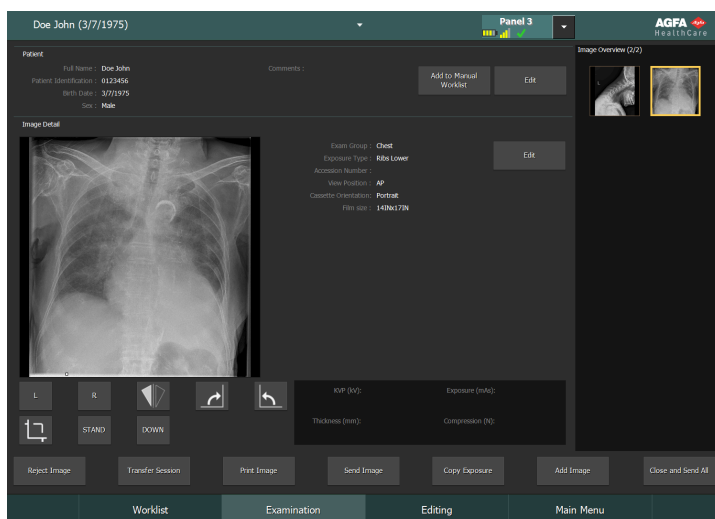 Doe John (3/7/1975)
Panel 3
AGFA
HealthCare
Patient
Full Name : Doe John
Patient Identification : 0123456
Birth Date : 3/7/1975
Sex : Male
Comments :
Add to Manual
Worklist
Edit
Image Overview (2/2)
Image Detail
Exam Group : Chest
Exposure Type : Ribs Lower
Accession Number :
View Position : AP
Cassette Orientation: Portrait
Film size : 14INx17IN
Edit
L
R
STAND
DOWN
KVP (kV):
Exposure (mAs):
Thickness (mm):
Compression (N):
Reject Image
Transfer Session
Print Image
Send Image
Copy Exposure
Add Image
Close and Send All
Worklist
Examination
Editing
Main Menu